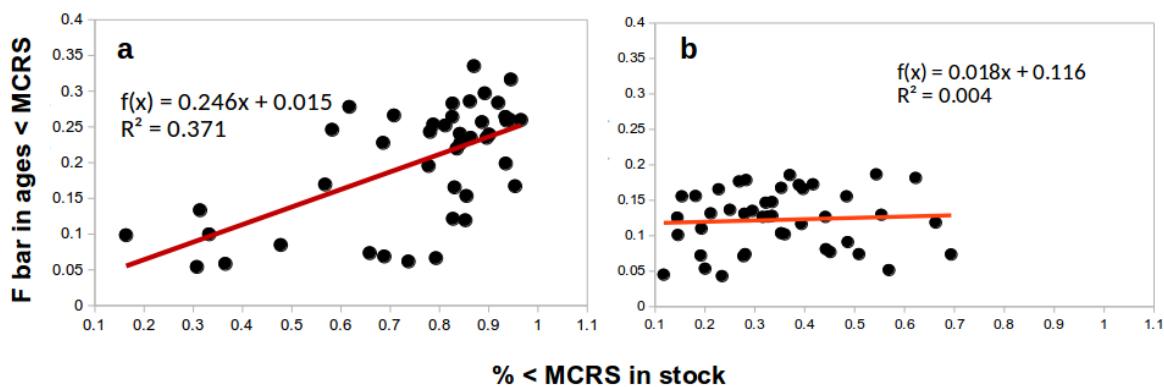 F bar in ages < MCRS
0.4
0.35
0.3
0.25
0.2
0.15
0.1
0.05
0
a
f(x) = 0.246x + 0.015
R² = 0.371
0.1 0.2 0.3 0.4 0.5 0.6 0.7 0.8 0.9 1 1.1
0.4
0.35
0.3
0.25
0.2
0.15
0.1
0.05
0
b
f(x) = 0.018x + 0.116
R² = 0.004
0.1 0.2 0.3 0.4 0.5 0.6 0.7 0.8 0.9 1 1.1
% < MCRS in stock